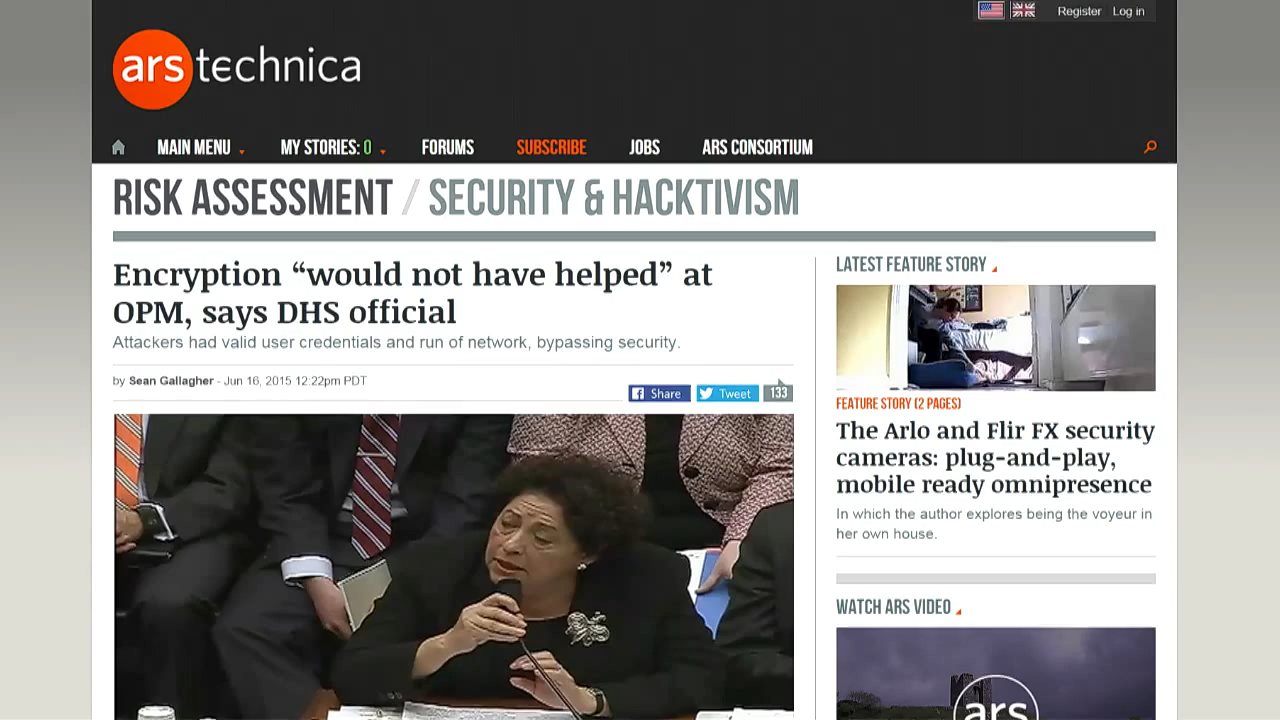 Register Log in
ars technica
MAIN MENU MY STORIES: 0 FORUMS SUBSCRIBE JOBS ARS CONSORTIUM
RISK ASSESSMENT / SECURITY & HACKTIVISM
Encryption “would not have helped” at
OPM, says DHS official
Attackers had valid user credentials and run of network, bypassing security.
by Sean Gallagher - Jun 16, 2015 12:22pm PDT
Share Tweet 133
LATEST FEATURE STORY
FEATURE STORY (2 PAGES)
The Arlo and Flir FX security
cameras: plug-and-play,
mobile ready omnipresence
In which the author explores being the voyeur in
her own house.
WATCH ARS VIDEO
ars